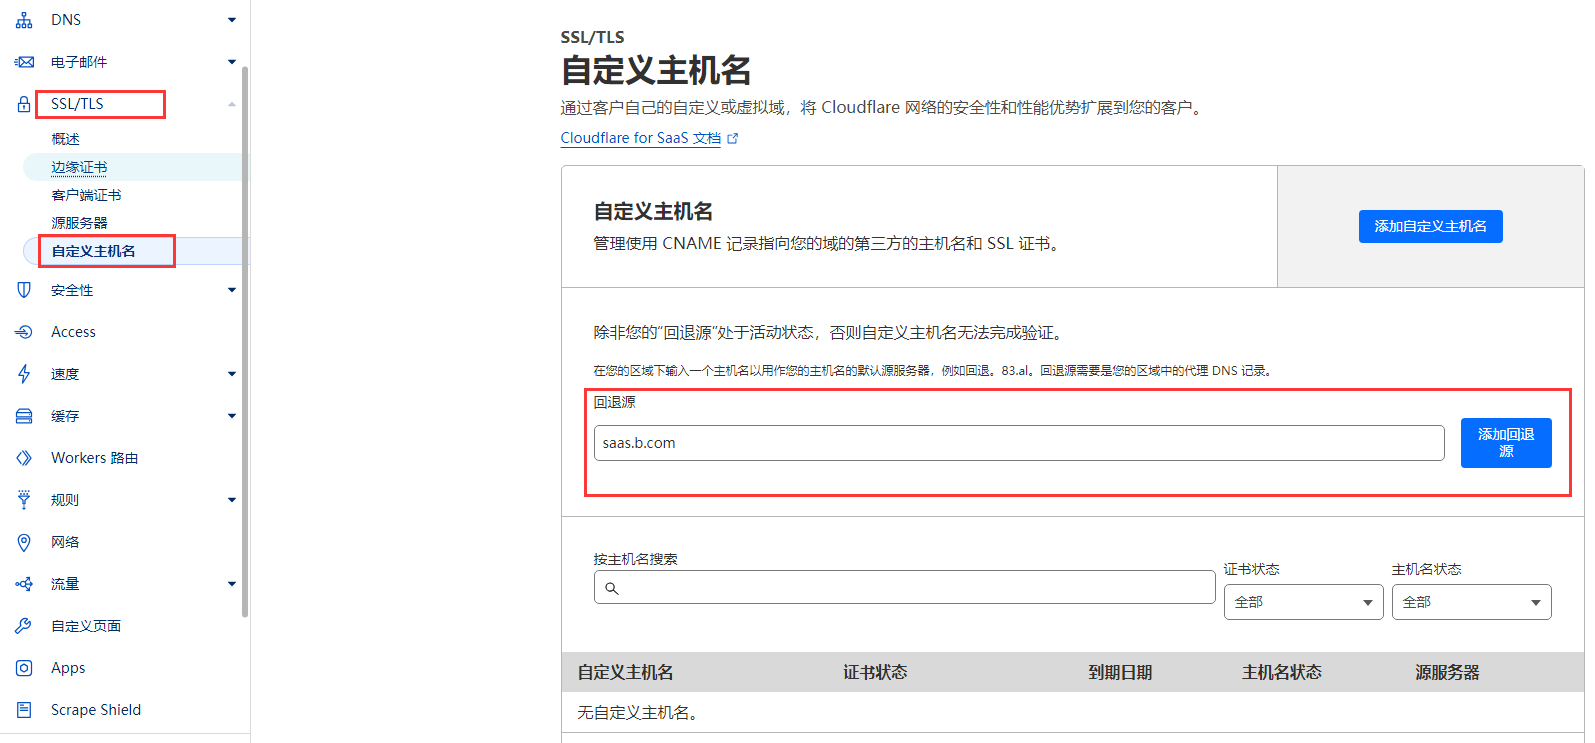 DNS
电子邮件
SSL/TLS
概述
边缘证书
客户端证书
源服务器
自定义主机名
安全性
Access
速度
缓存
Workers 路由
规则
网络
流量
自定义页面
Apps
Scrape Shield
SSL/TLS
自定义主机名
通过客户自己的自定义或虚拟域，将 Cloudflare 网络的安全性和性能优势扩展到您的客户。
Cloudflare for SaaS 文档
自定义主机名
管理使用 CNAME 记录指向您的域的第三方的主机名和 SSL 证书。
添加自定义主机名
除非您的“回退源”处于活动状态，否则自定义主机名无法完成验证。
在您的区域下输入一个主机名以用作您的主机名的默认源服务器，例如回退。83.al。回退源需要是您的区域中的代理 DNS 记录。
回退源
saas.b.com
添加回退
源
按主机名搜索
证书状态
主机名状态
全部
全部
自定义主机名 证书状态 到期日期 主机名状态 源服务器
无自定义主机名。